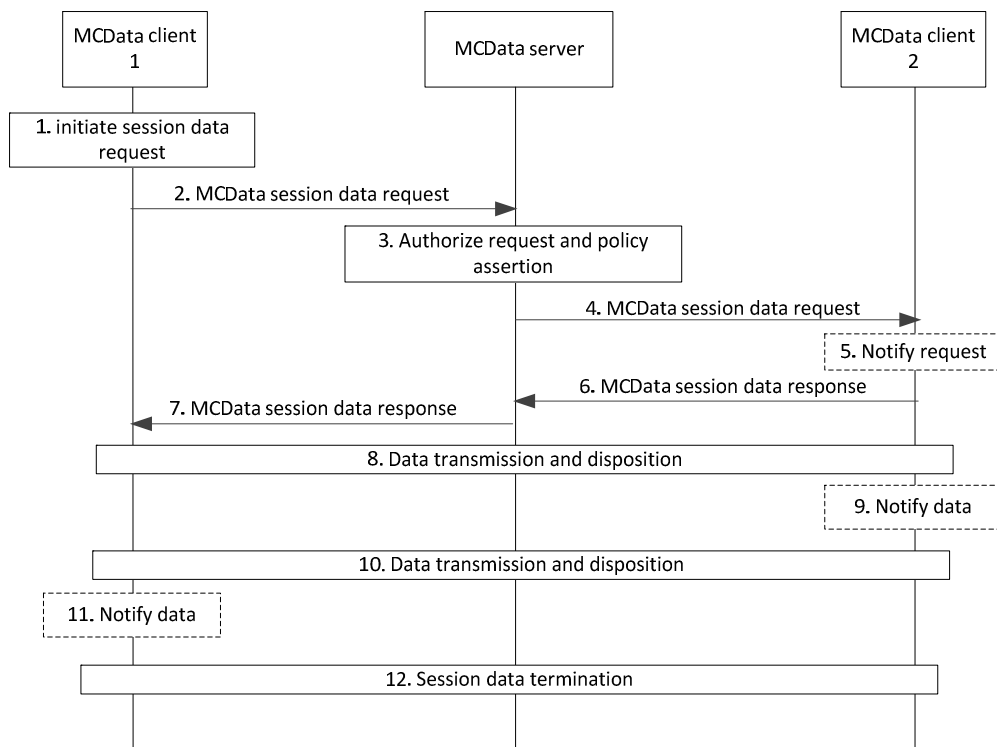 MCData client
1
MCData server
MCData client
2
1. initiate session data
request
2. MCData session data request
3. Authorize request and policy
assertion
4. MCData session data request
5. Notify request
6. MCData session data response
7. MCData session data response
8. Data transmission and disposition
9. Notify data
10. Data transmission and disposition
11. Notify data
12. Session data termination